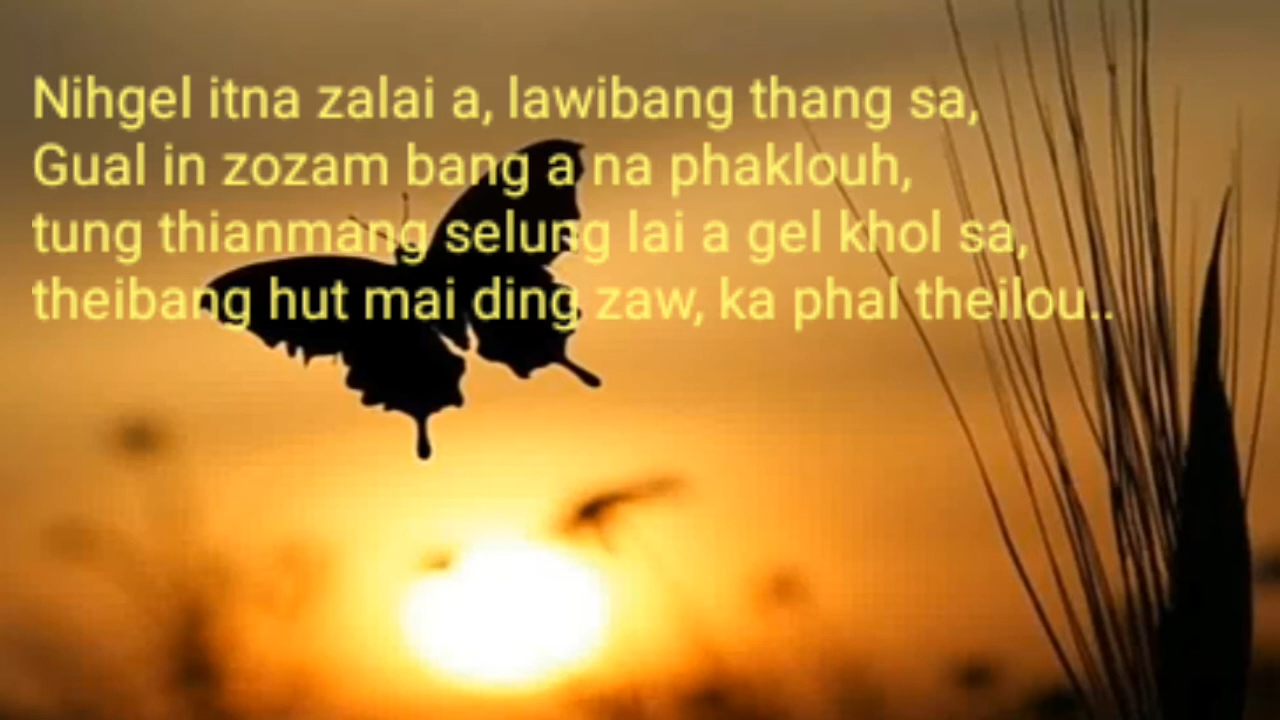 Nihgel itna zalai a, lawibang thang sa,
Gual in zozam bang a na phaklouh,
tung thianmang selung lai a gel khol sa,
theibang hut mai ding zaw, ka phal theilou..